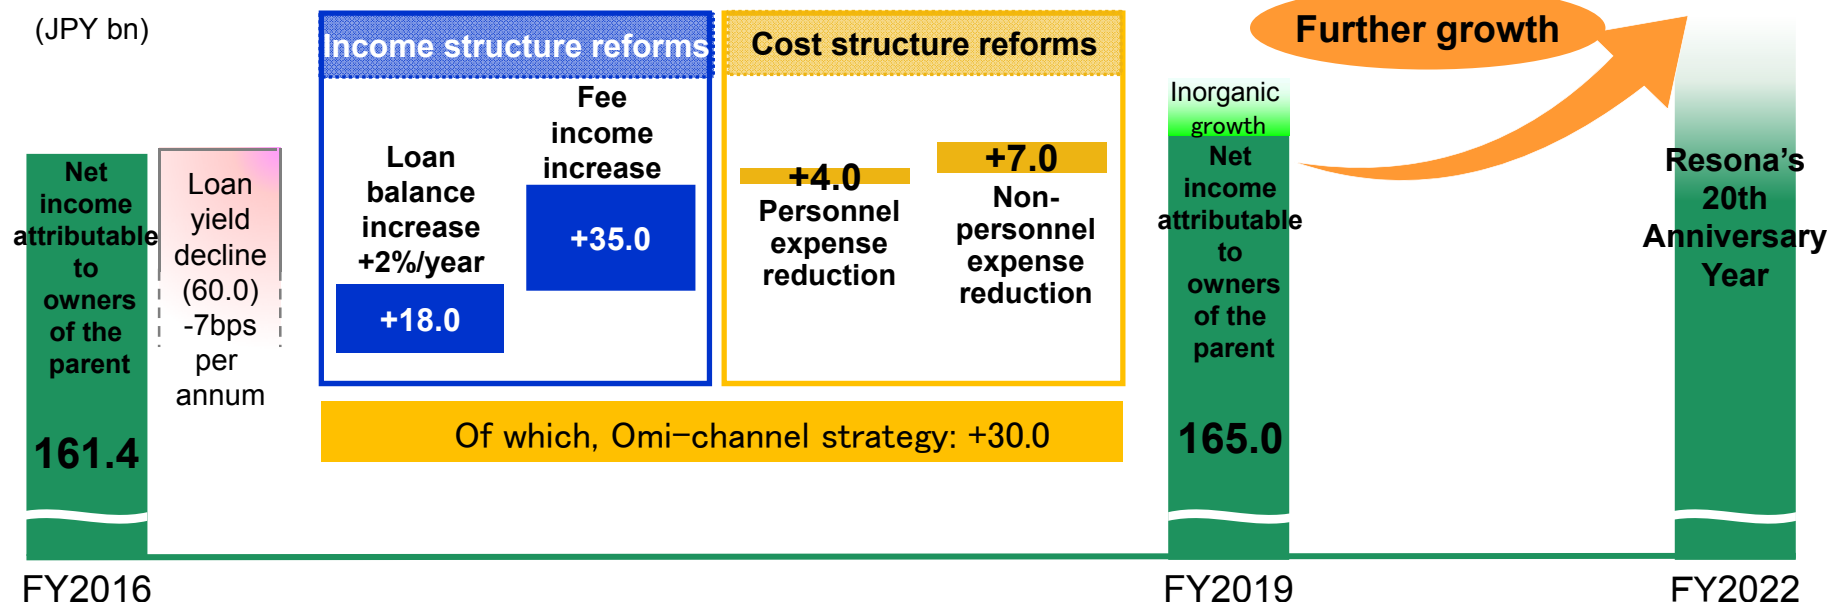 (JPY bn)
Income structure reforms
Cost structure reforms
Further growth
Net
income
attributable
to
owners
of the
parent
161.4
Loan
yield
decline
(60.0)
-7bps
per
annum
Loan
balance
increase
+2%/year
+18.0
Fee
income
increase
+35.0
+4.0
Personnel
expense
reduction
+7.0
Non-
personnel
expense
reduction
Of which, Omi-channel strategy: +30.0
Inorganic
growth
Net
income
attributable
to
owners
of the
parent
165.0
Resona's
20th
Anniversary
Year
FY2016
FY2019
FY2022